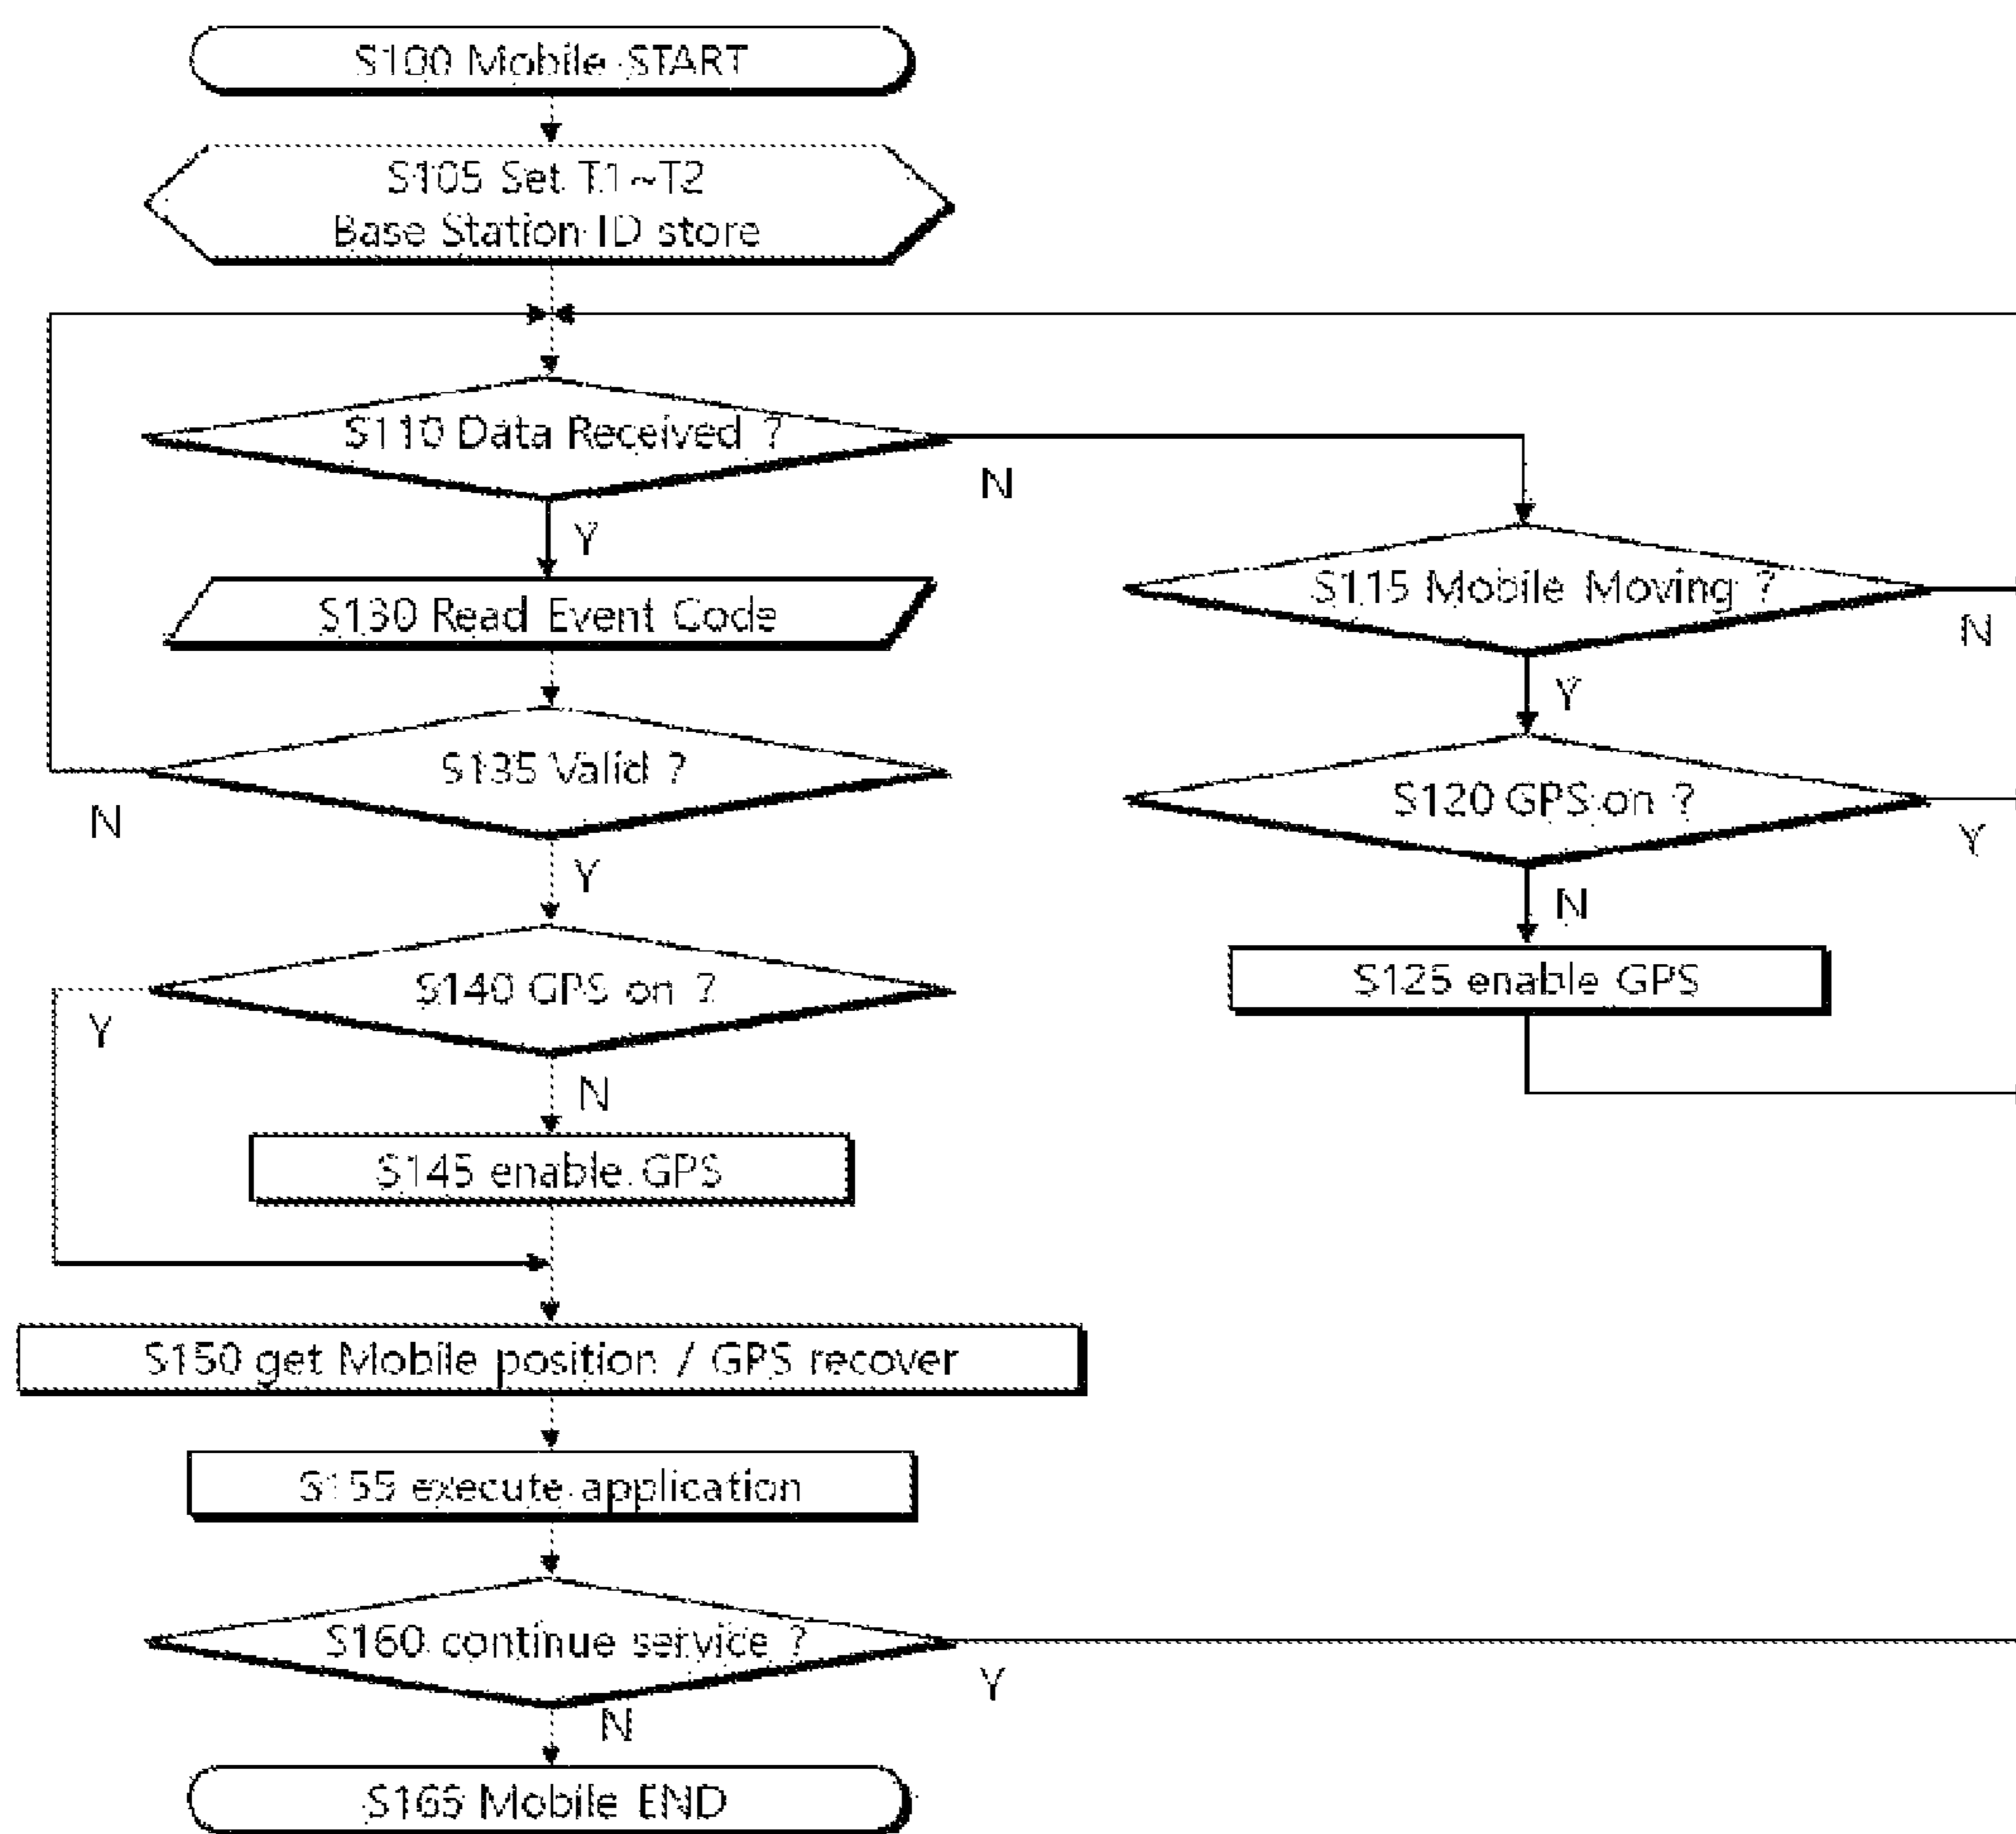 S100 Mobile START
S105 Set T1~T2
Base Station ID store
S110 Data Received ?
N
Y
S115 Mobile Moving ?
N
S130 Read Event Code
Y
S135 Valid ?
N
S120 GPS on ?
Y
Y
N
S140 GPS on ?
Y
S125 enable GPS
N
S145 enable GPS
S150 get Mobile position / GPS recover
S155 execute application
S160 continue service ?
Y
N
S165 Mobile END